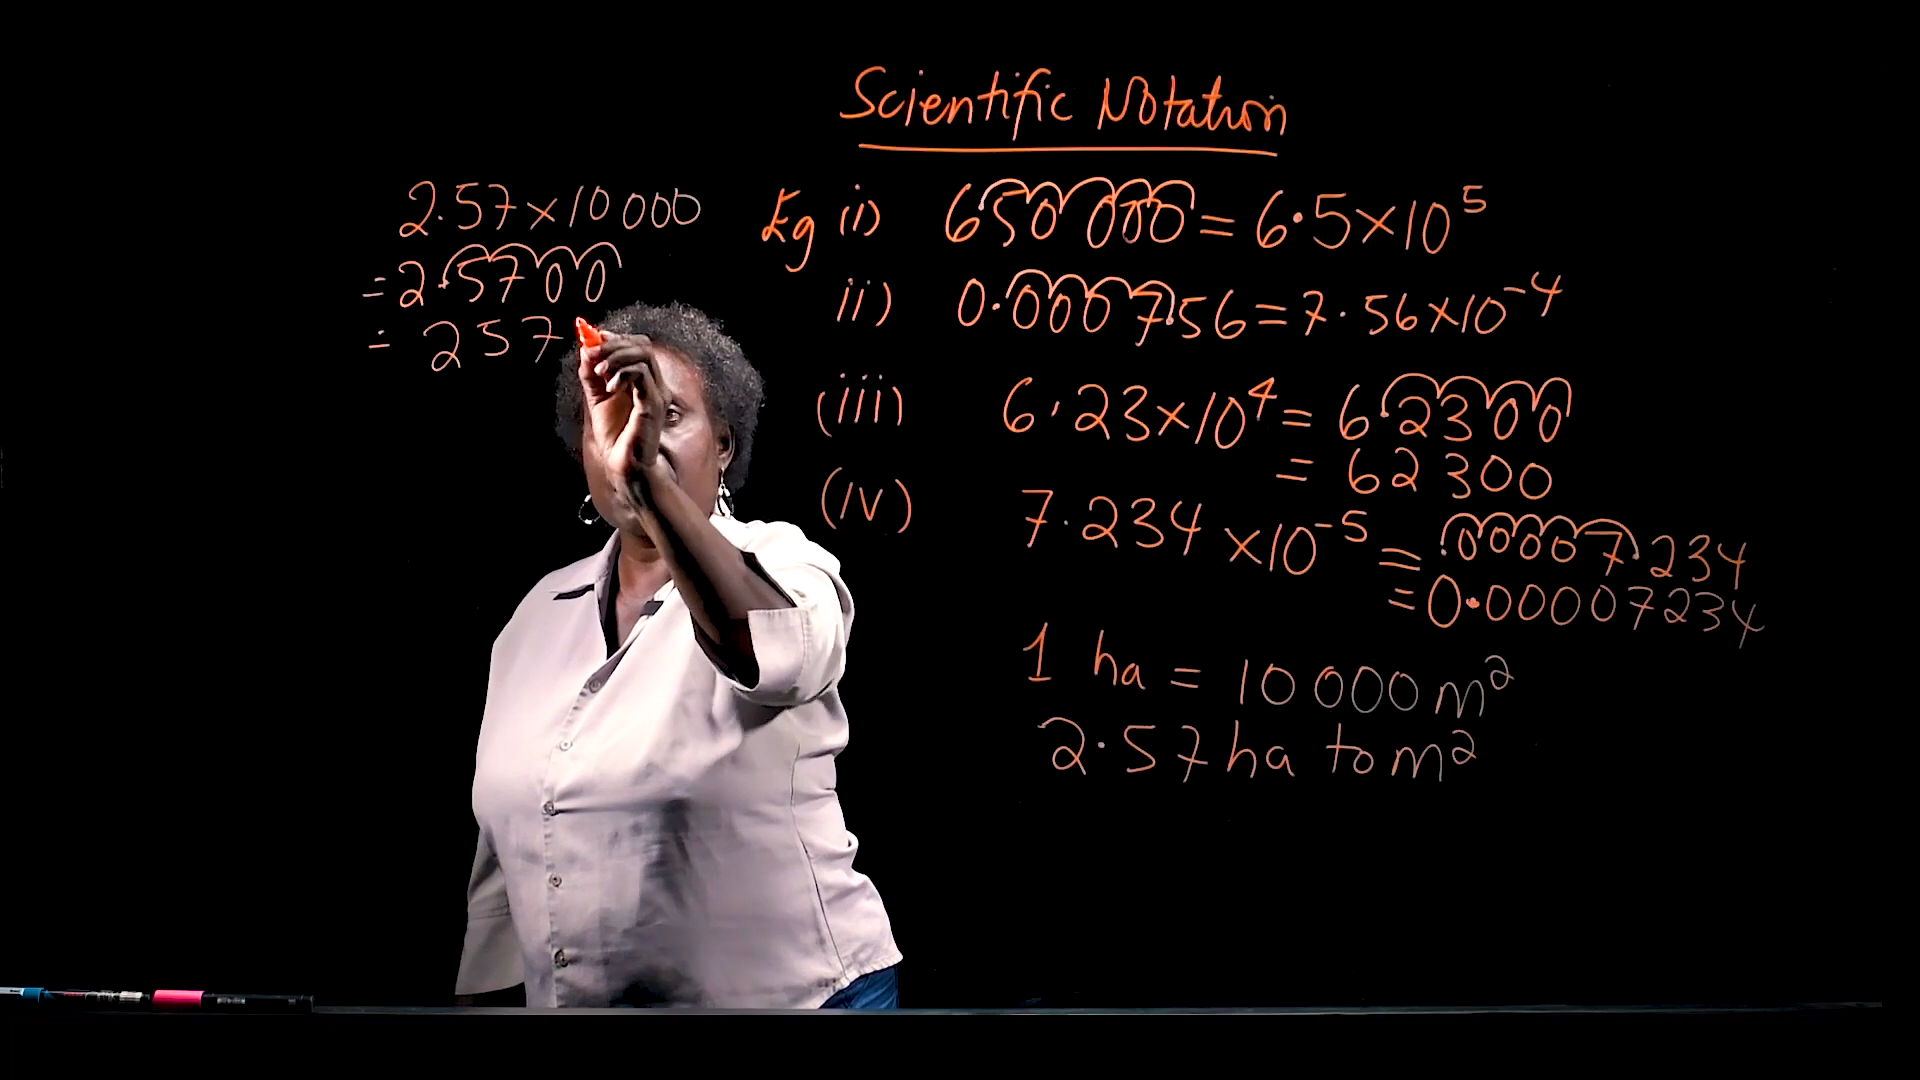 Scientific Notation
2.57×10 000
=2.5700
= 257
Eg (i) 650 000 = 6.5×10⁵
ii) 0.000756=7.56×10⁻⁴
(iii) 6.23×10⁴ = 6.2300
= 62 300
(iv) 7.234 ×10⁻⁵ = .00007.234
=0.00007234
1 ha = 10 000 m²
2.57 ha to m²